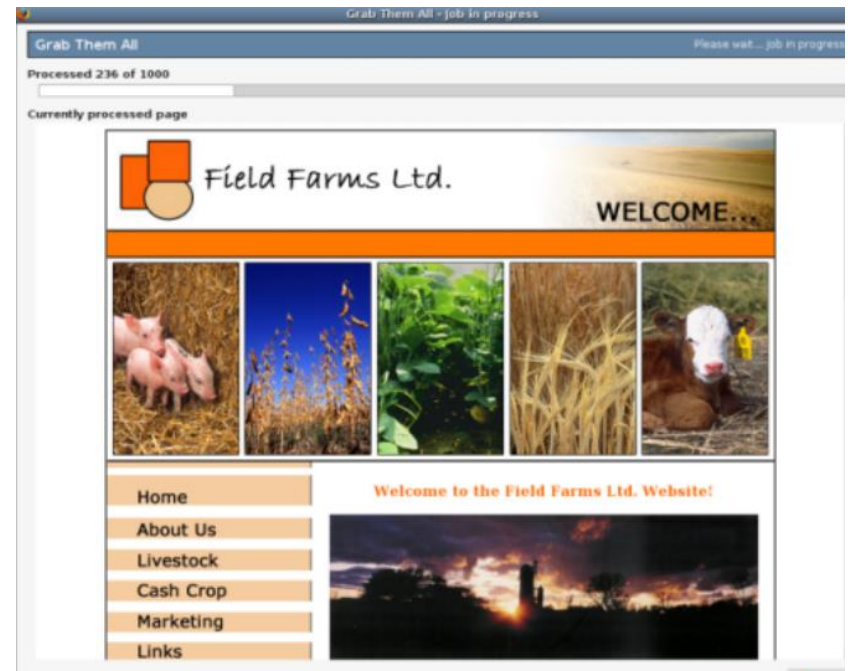 Grab Them All - Job in progress
Grab Them All
Please wait... job in progress
Processed 236 of 1000
Currently processed page
Field Farms Ltd.
WELCOME...
Welcome to the Field Farms Ltd. Website!
Home
About Us
Livestock
Cash Crop
Marketing
Links